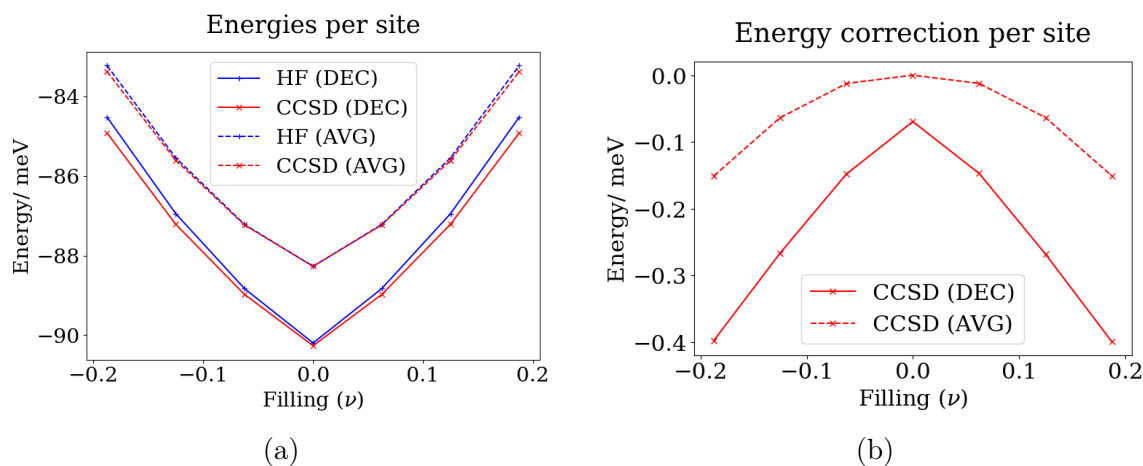 Energies per site
HF (DEC)
CCSD (DEC)
HF (AVG)
CCSD (AVG)
−84
−86
−88
−90
Energy/ meV
−0.2
−0.1
0.0
0.1
0.2
Filling (ν)
(a)
Energy correction per site
0.0
−0.1
−0.2
−0.3
−0.4
Energy/ meV
CCSD (DEC)
CCSD (AVG)
−0.2
−0.1
0.0
0.1
0.2
Filling (ν)
(b)